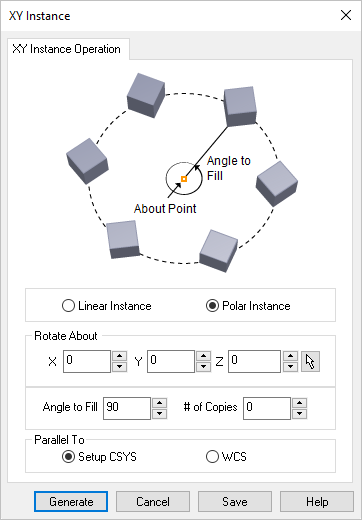 XY Instance
XY Instance Operation
Angle to
Fill
About Point
Linear Instance Polar Instance
Rotate About
X 0 Y 0 Z 0
Angle to Fill 90 # of Copies 0
Parallel To
Setup CSYS WCS
Generate Cancel Save Help